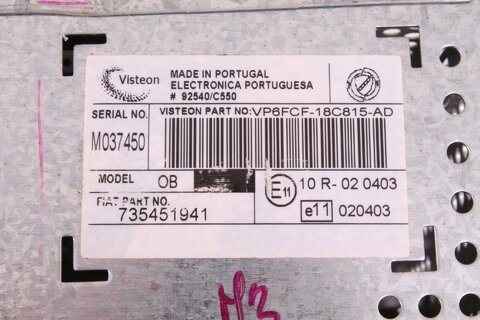 Visteon
MADE IN PORTUGAL
ELECTRONICA PORTUGUESA
# 92540/C550
SERIAL NO.
VISTEON PART NO: VP6FCF-18C815-AD
M037450
MODEL OB
E11 10 R- 02 0403
FIAT PART NO.
735451941
e11 020403